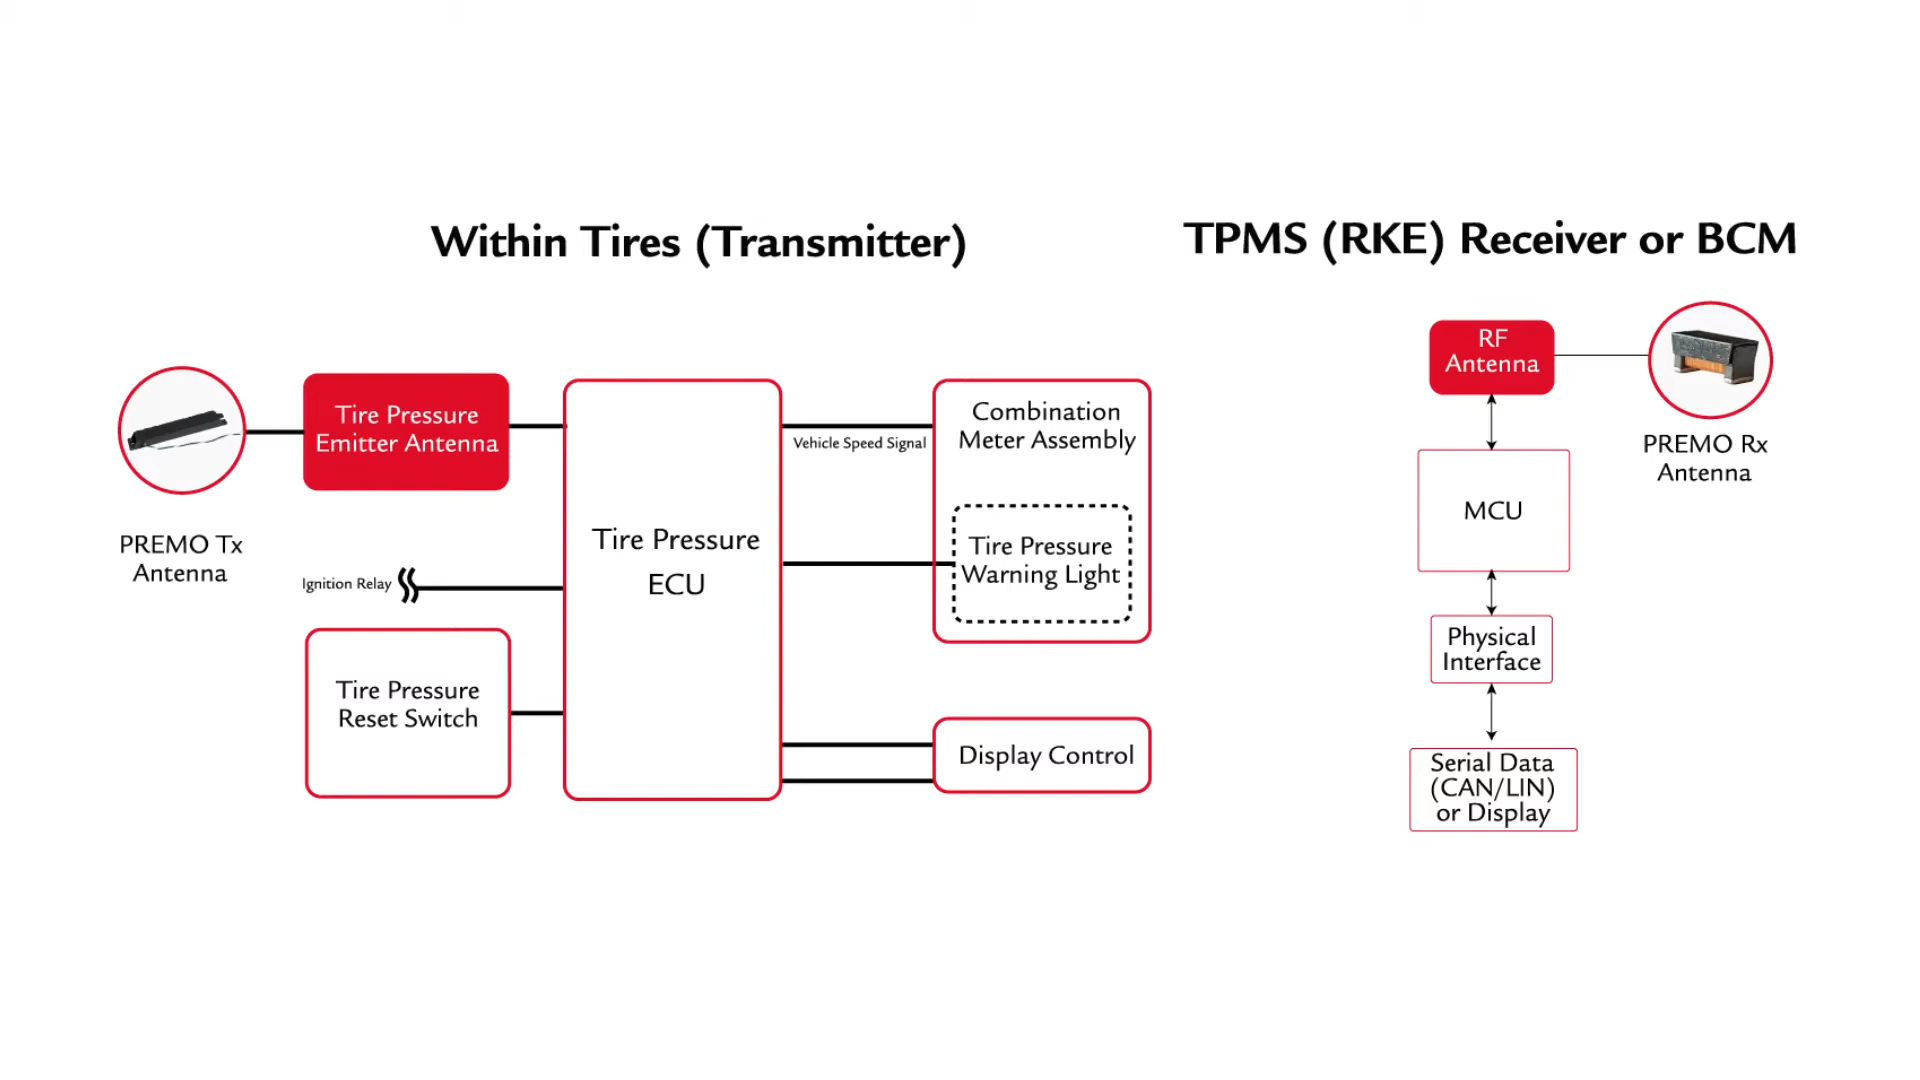 Within Tires (Transmitter)
TPMS (RKE) Receiver or BCM
Tire Pressure
Emitter Antenna
PREMO Tx
Antenna
Ignition Relay
Tire Pressure
Reset Switch
Tire Pressure
ECU
Vehicle Speed Signal
Combination
Meter Assembly
Tire Pressure
Warning Light
Display Control
RF
Antenna
PREMO Rx
Antenna
MCU
Physical
Interface
Serial Data
(CAN/LIN)
or Display